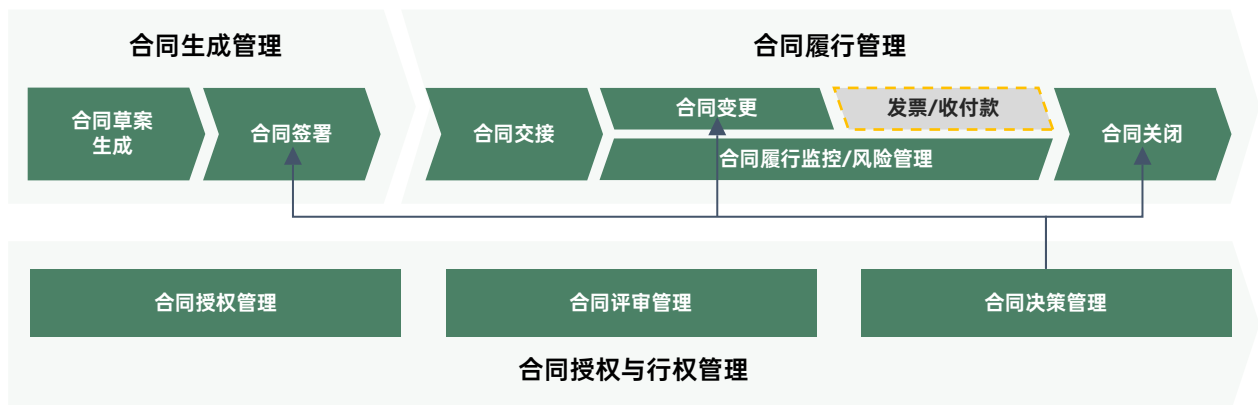 合同生成管理
合同履行管理
合同草案
生成
合同签署
合同交接
合同变更
发票/收付款
合同履行监控/风险管理
合同关闭
合同授权管理
合同评审管理
合同决策管理
合同授权与行权管理